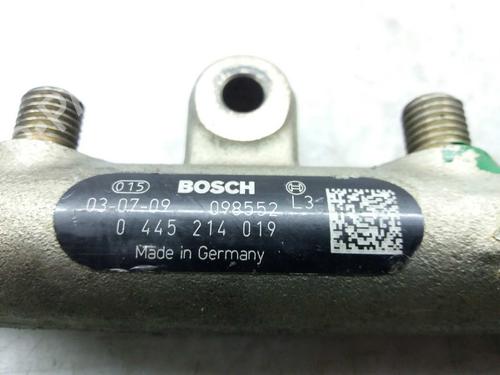 015 BOSCH
03-07-09 098552 L3
0 445 214 019
Made in Germany